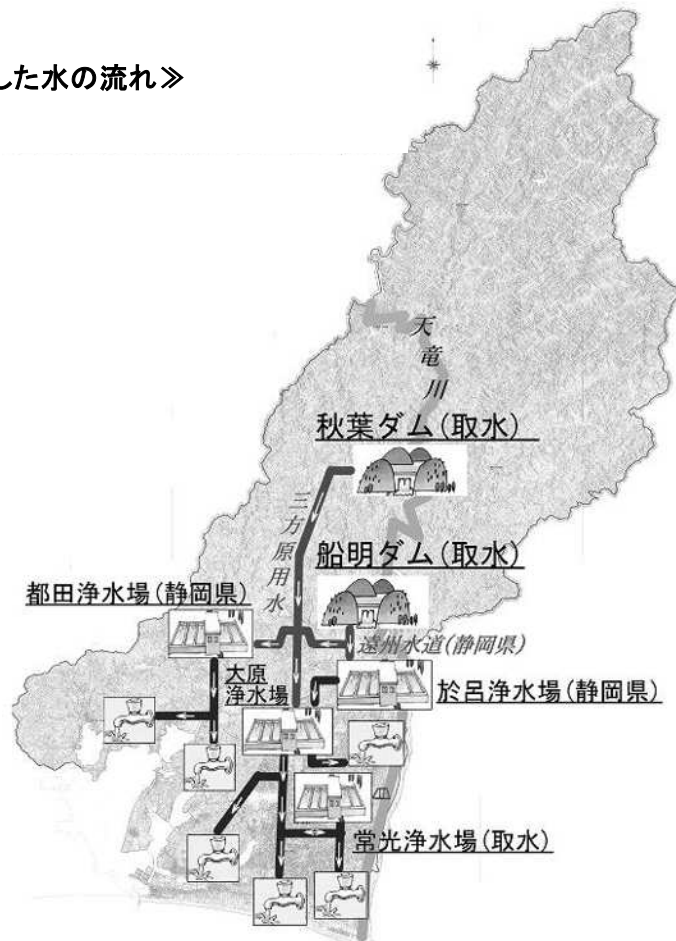 した水の流れ≫
天竜川
秋葉ダム(取水)
三方原用水
船明ダム(取水)
都田浄水場(静岡県)
遠州水道(静岡県)
大原
浄水場
於呂浄水場(静岡県)
常光浄水場(取水)